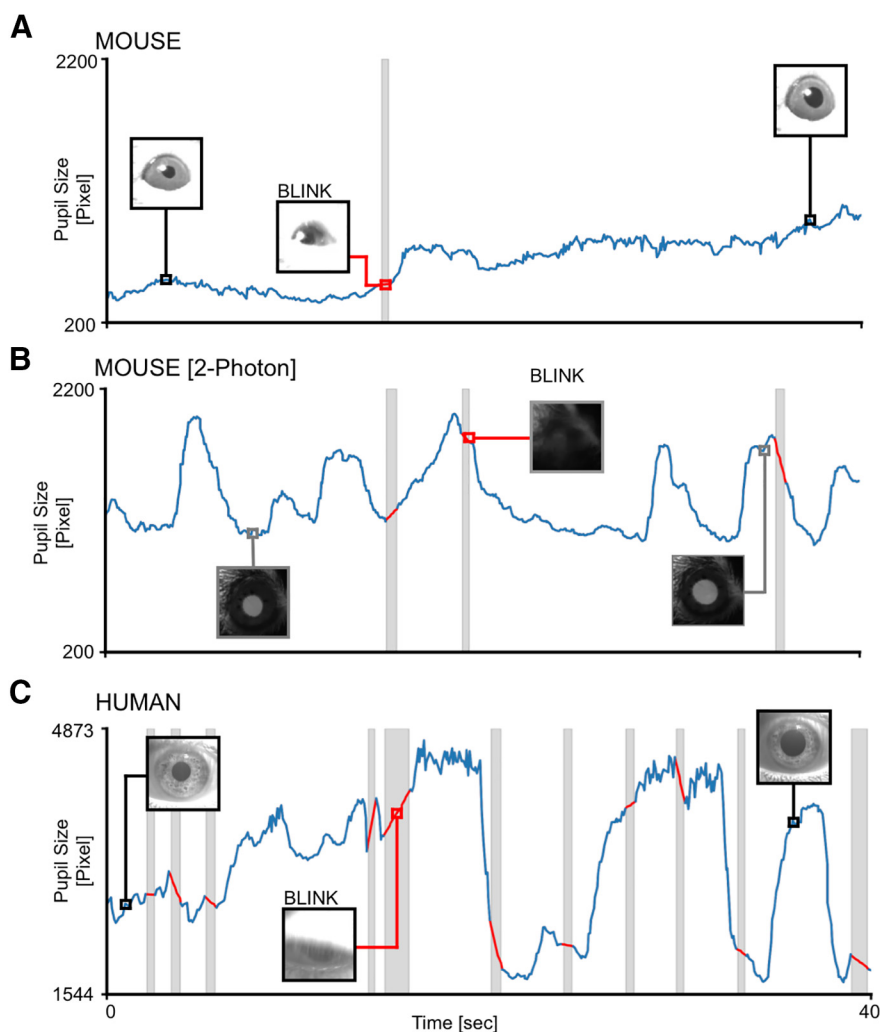 A
MOUSE
2200
Pupil Size
[Pixel]
BLINK
200
B
MOUSE [2-Photon]
2200
BLINK
Pupil Size
[Pixel]
200
C
HUMAN
4873
Pupil Size
[Pixel]
BLINK
1544
0
40
Time [sec]